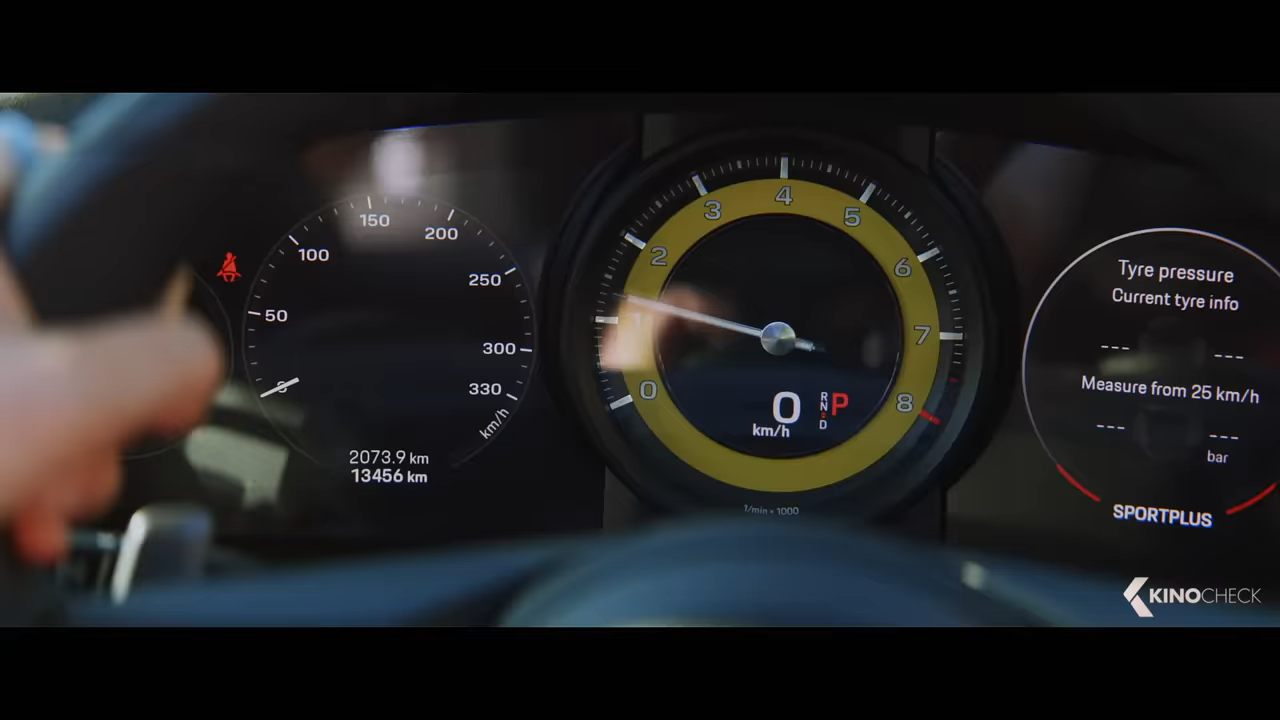 50
100
150
200
250
300
330
km/h
2073.9 km
13456 km
0
1
2
3
4
5
6
7
8
0
km/h
R
N
D
P
1/min x 1000
Tyre pressure
Current tyre info
--- ---
Measure from 25 km/h
--- ---
bar
SPORTPLUS
KINOCHECK